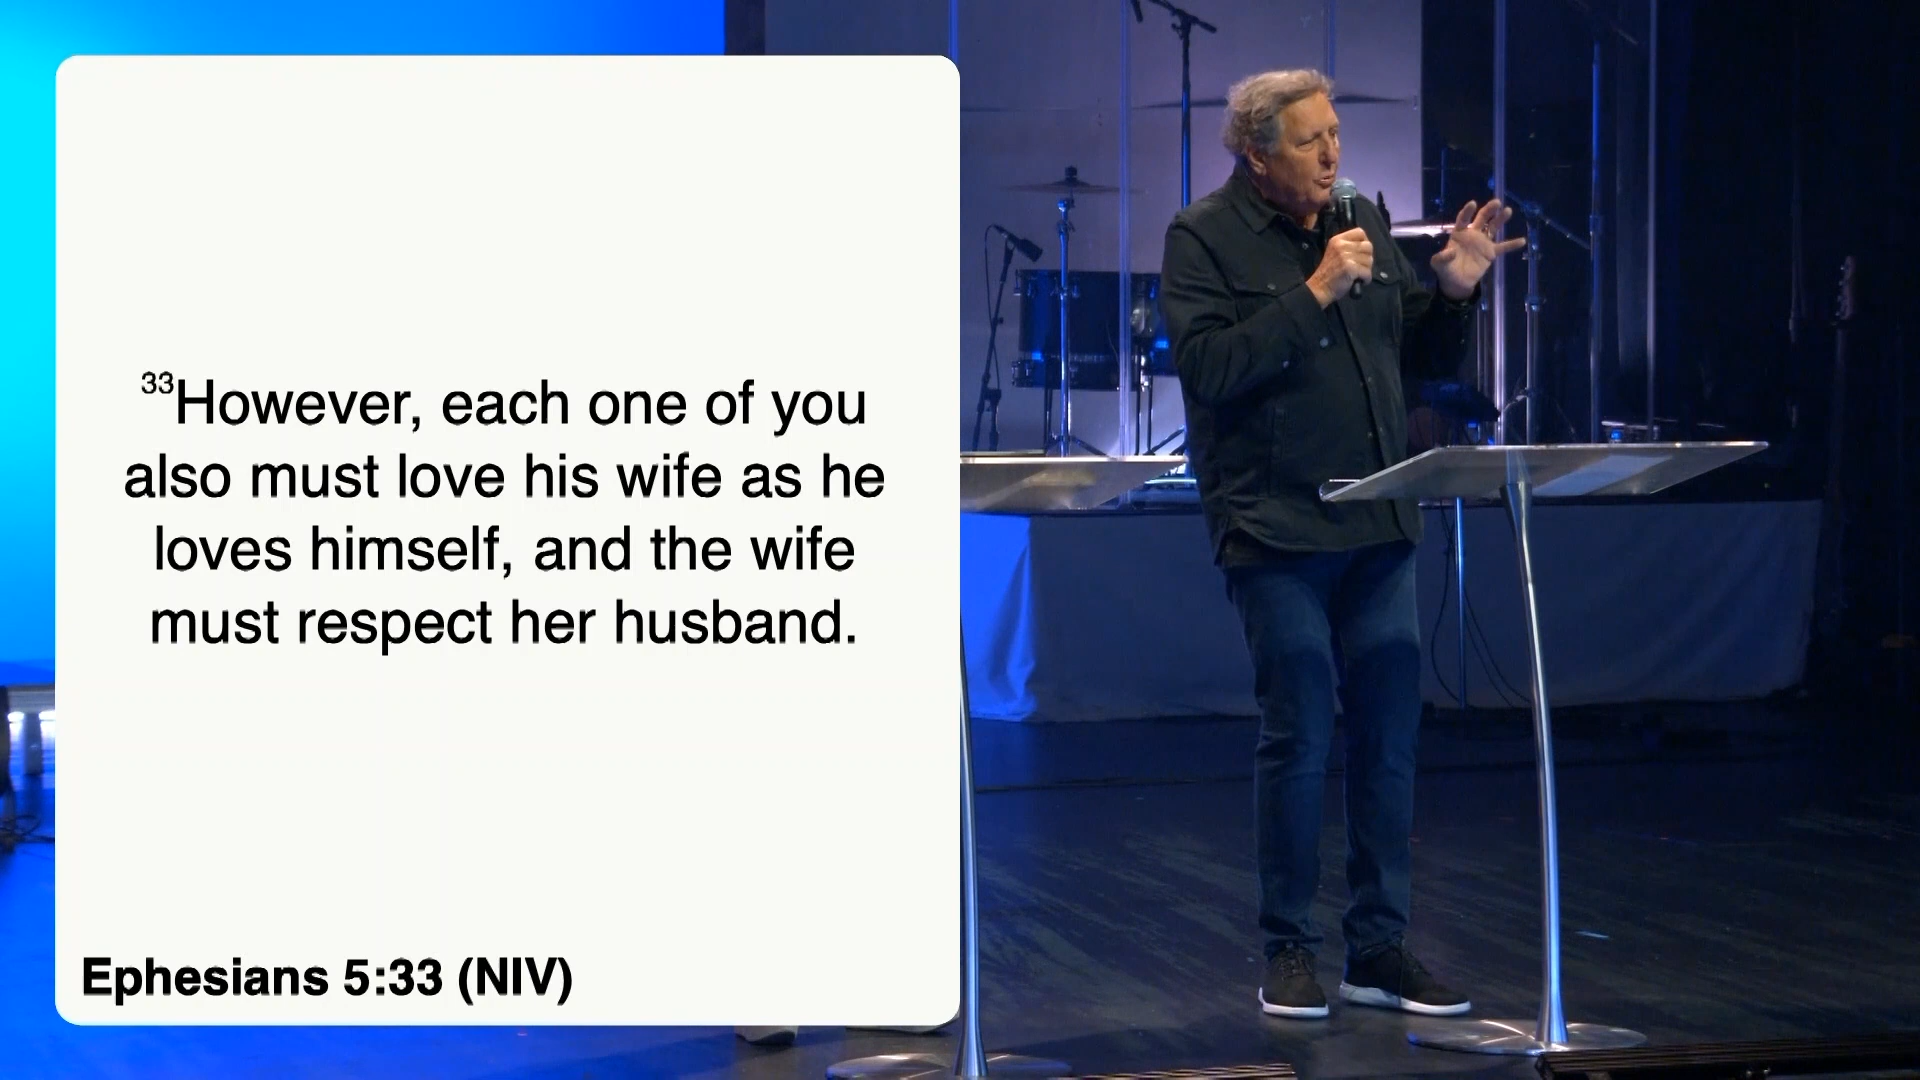 33However, each one of you
also must love his wife as he
loves himself, and the wife
must respect her husband.
Ephesians 5:33 (NIV)